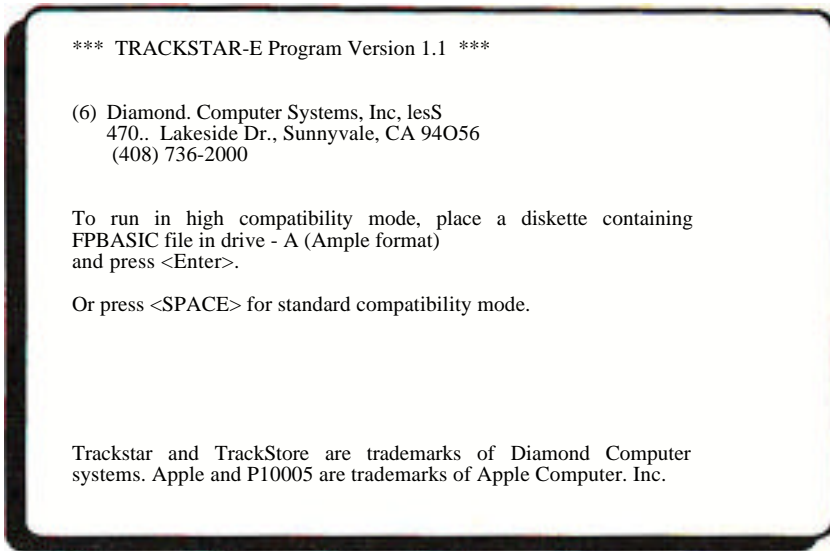 *** TRACKSTAR-E Program Version 1.1 ***
(6) Diamond. Computer Systems, Inc, lesS
470.. Lakeside Dr., Sunnyvale, CA 94O56
(408) 736-2000
To run in high compatibility mode, place a diskette containing
FPBASIC file in drive - A (Ample format)
and press <Enter>.
Or press <SPACE> for standard compatibility mode.
Trackstar and TrackStore are trademarks of Diamond Computer
systems. Apple and P10005 are trademarks of Apple Computer. Inc.